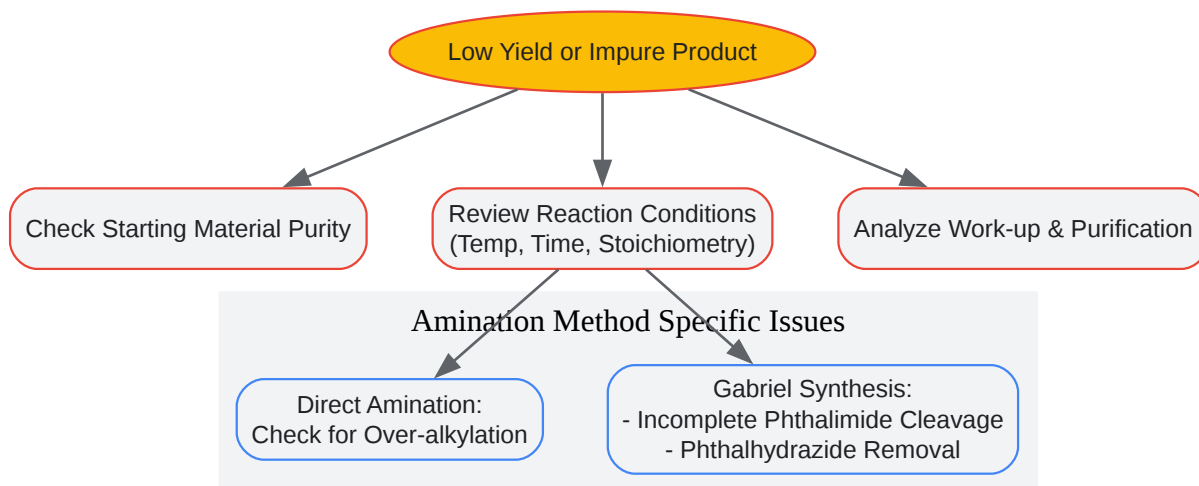 Low Yield or Impure Product
Check Starting Material Purity
Review Reaction Conditions
(Temp, Time, Stoichiometry)
Analyze Work-up & Purification
Amination Method Specific Issues
Direct Amination:
Check for Over-alkylation
Gabriel Synthesis:
- Incomplete Phthalimide Cleavage
- Phthalhydrazide Removal